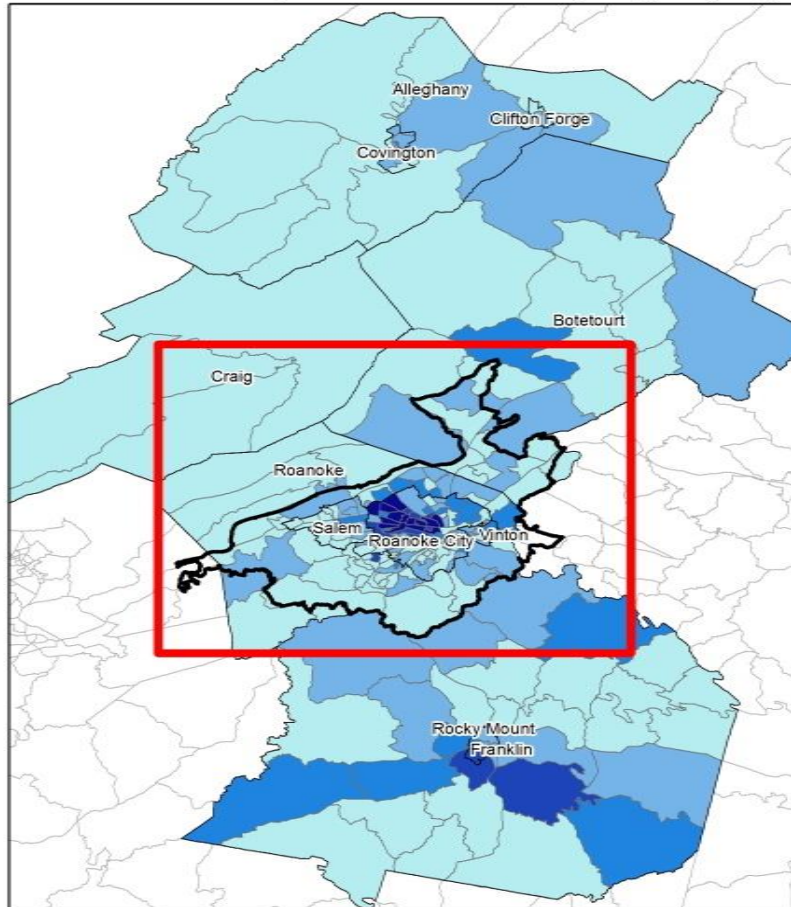 Alleghany
Clifton Forge
Covington
Botetourt
Craig
Roanoke
Salem
Vinton
Roanoke City
Rocky Mount
Franklin